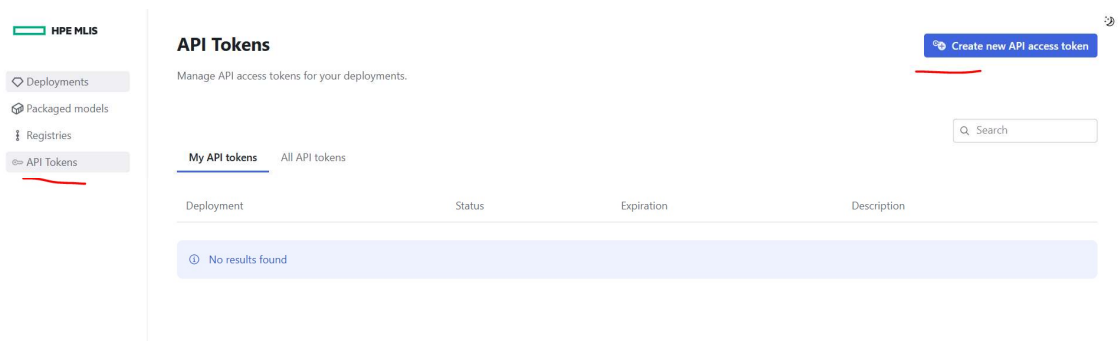 HPE MLIS
Deployments
Packaged models
Registries
API Tokens
API Tokens
Create new API access token
Manage API access tokens for your deployments.
Search
My API tokens All API tokens
Deployment Status Expiration Description
No results found